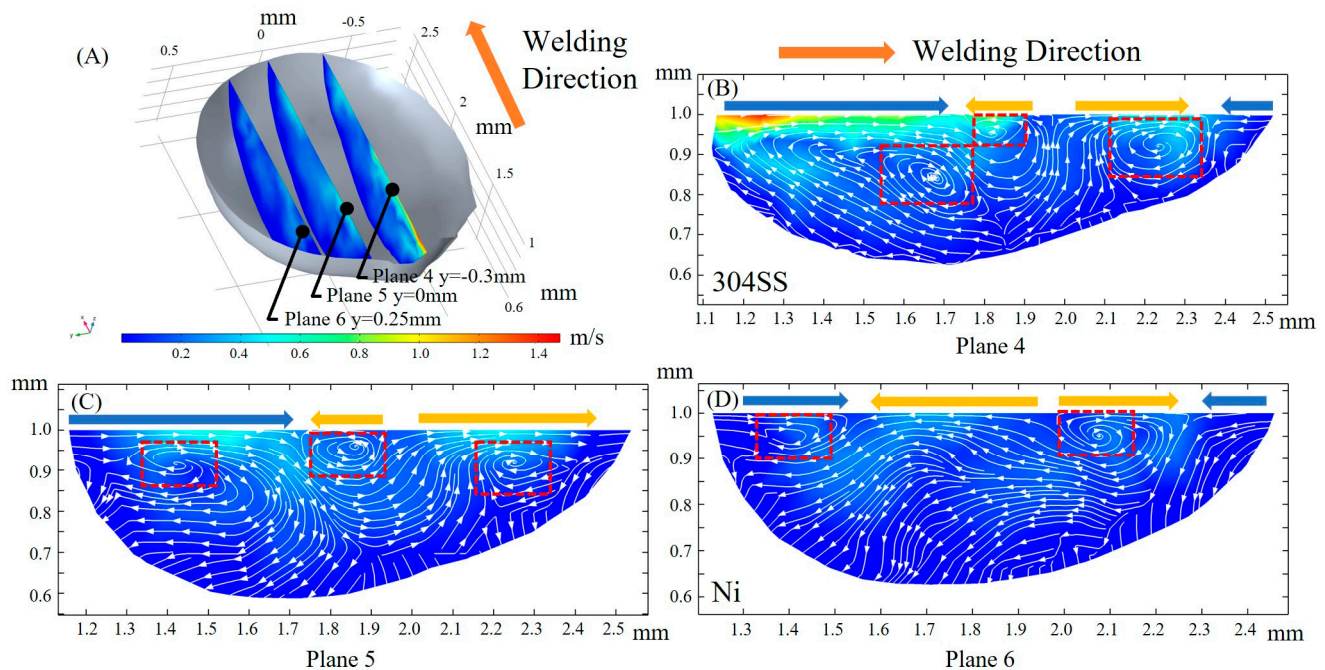 (A)
mm
mm
mm
mm
0.5
0
-0.5
2.5
2
1.5
1
0.6
Welding
Direction
Plane 4 y=-0.3mm
Plane 5 y=0mm
Plane 6 y=0.25mm
x
z
y
0.2 0.4 0.6 0.8 1.0 1.2 1.4
m/s
Welding Direction
mm
(B)
1.0
0.9
0.8
0.7
0.6
304SS
1.1 1.2 1.3 1.4 1.5 1.6 1.7 1.8 1.9 2.0 2.1 2.2 2.3 2.4 2.5 mm
Plane 4
mm
(C)
1.0
0.9
0.8
0.7
0.6
1.2 1.3 1.4 1.5 1.6 1.7 1.8 1.9 2.0 2.1 2.2 2.3 2.4 2.5
mm
Plane 5
mm
(D)
1.0
0.9
0.8
0.7
0.6
Ni
1.3 1.4 1.5 1.6 1.7 1.8 1.9 2.0 2.1 2.2 2.3 2.4 mm
Plane 6